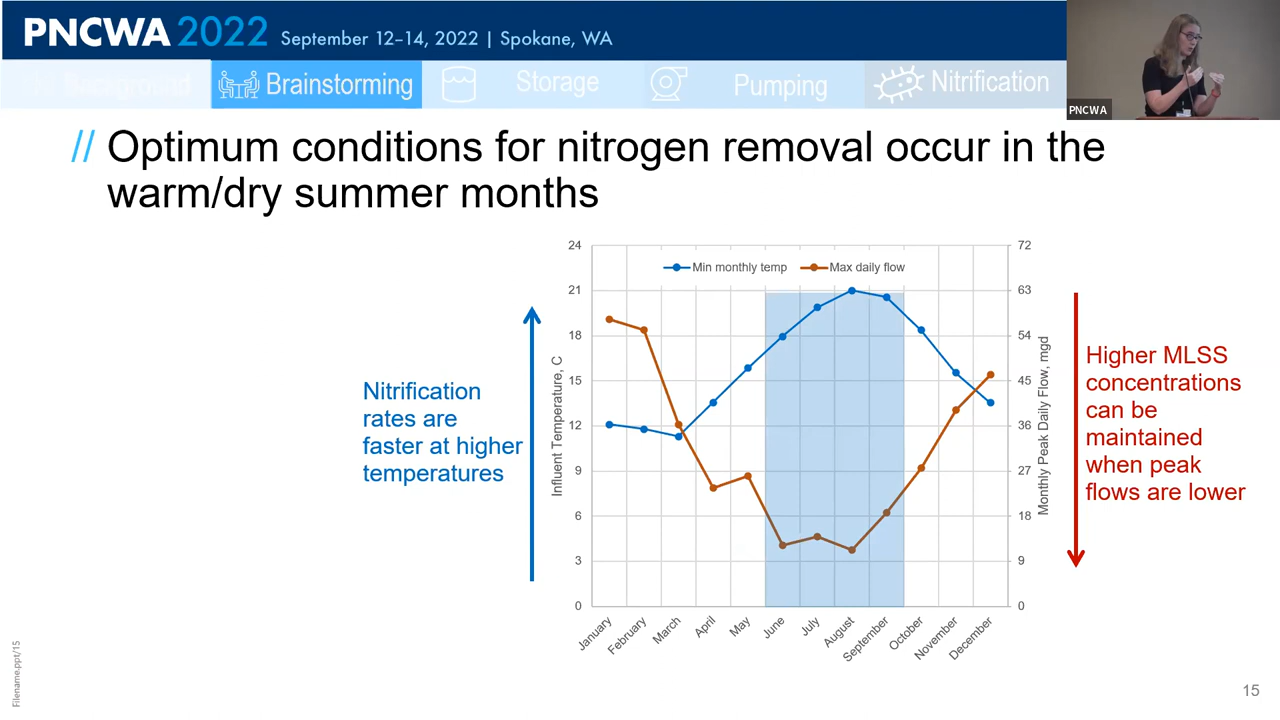 PNCWA 2022 September 12–14, 2022 | Spokane, WA
PNCWA
Background Brainstorming Storage Pumping Nitrification
// Optimum conditions for nitrogen removal occur in the
warm/dry summer months
Min monthly temp Max daily flow
24
21
18
15
12
9
6
3
0
Influent Temperature, C
72
63
54
45
36
27
18
9
0
Monthly Peak Daily Flow, mgd
January
February
March
April
May
June
July
August
September
October
November
December
Nitrification
rates are
faster at higher
temperatures
Higher MLSS
concentrations
can be
maintained
when peak
flows are lower
Filename.ppt/15
15